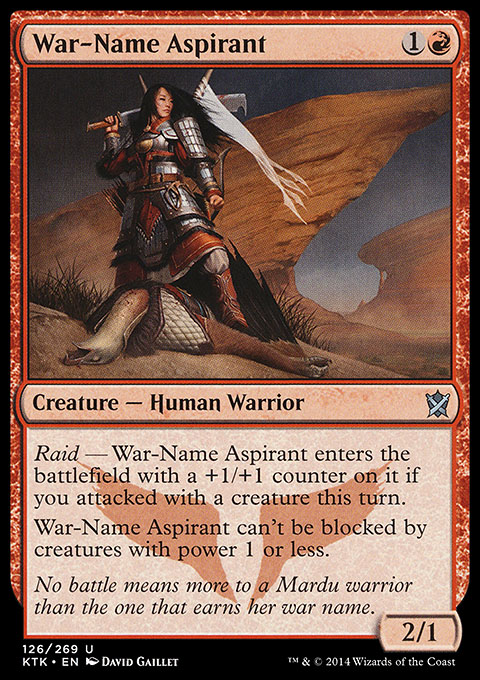 War-Name Aspirant 1
Creature — Human Warrior
Raid — War-Name Aspirant enters the
battlefield with a +1/+1 counter on it if
you attacked with a creature this turn.
War-Name Aspirant can't be blocked by
creatures with power 1 or less.
No battle means more to a Mardu warrior
than the one that earns her war name.
2/1
126/269 U
KTK • EN David Gaillet
™ & © 2014 Wizards of the Coast